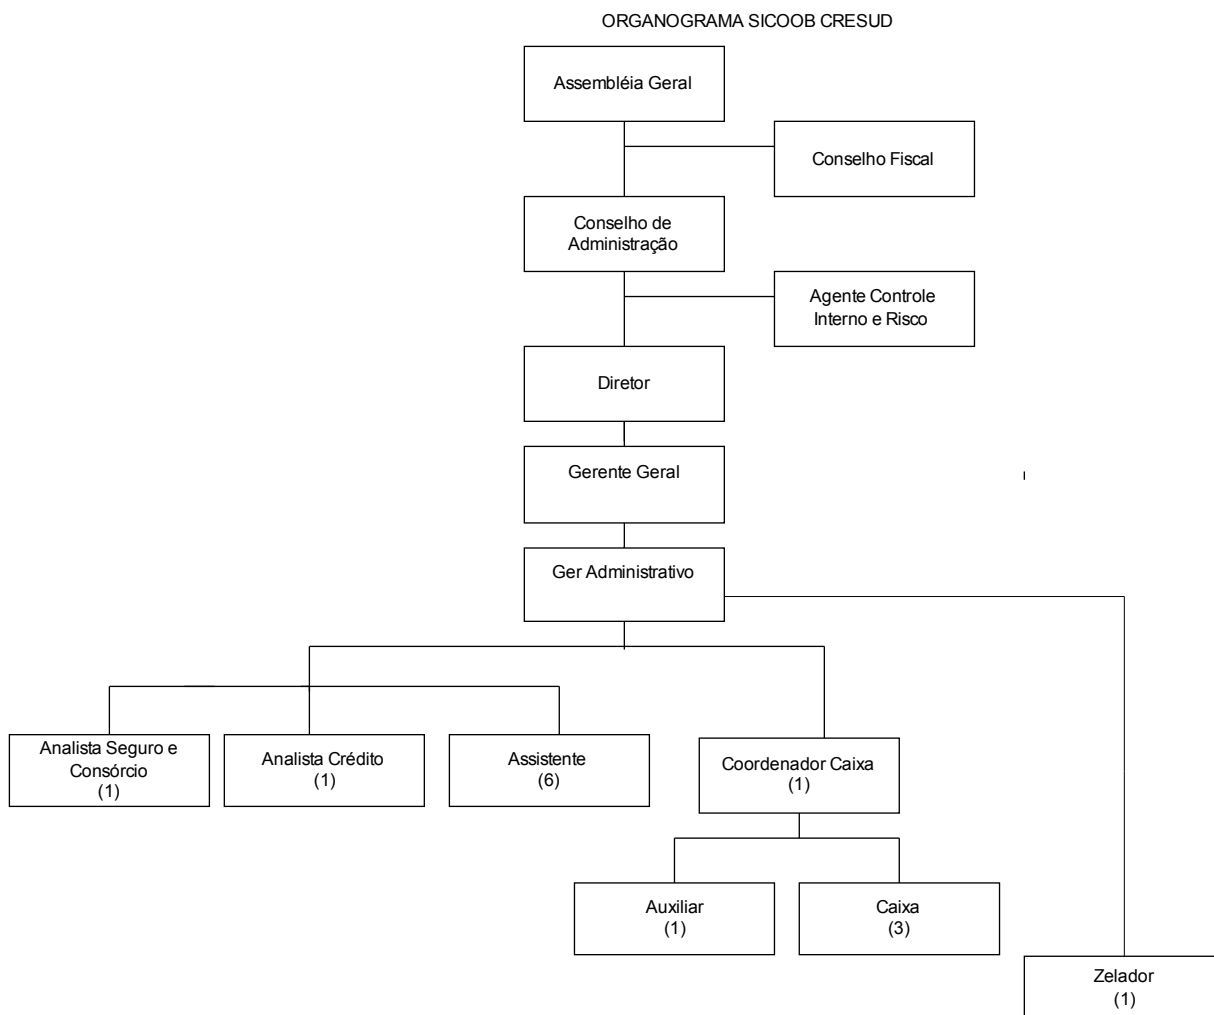 ORGANOGRAMA SICOOB CRESUD
Assembléia Geral
Conselho Fiscal
Conselho de
Administração
Agente Controle
Interno e Risco
Diretor
Gerente Geral
Ger Administrativo
Analista Seguro e
Consórcio
(1)
Analista Crédito
(1)
Assistente
(6)
Coordenador Caixa
(1)
Auxiliar
(1)
Caixa
(3)
Zelador
(1)